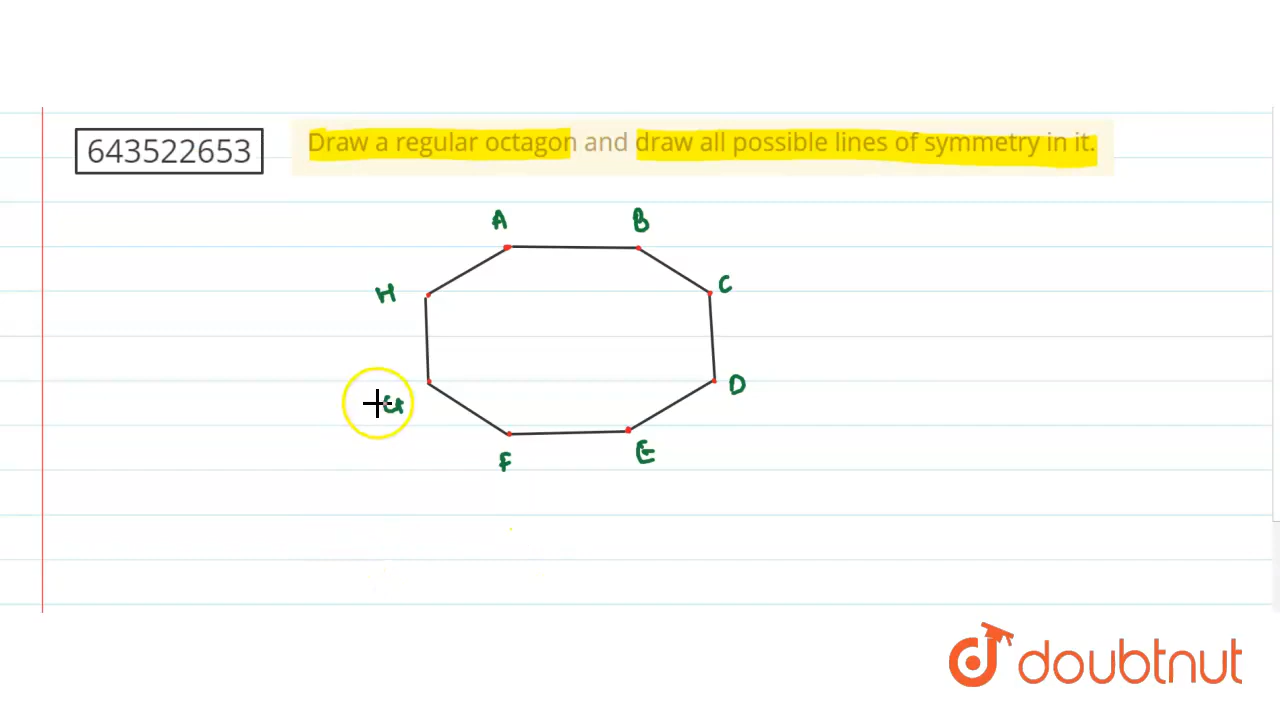 643522653
Draw a regular octagon and draw all possible lines of symmetry in it.
A B
H C
G D
F E
doubtnut